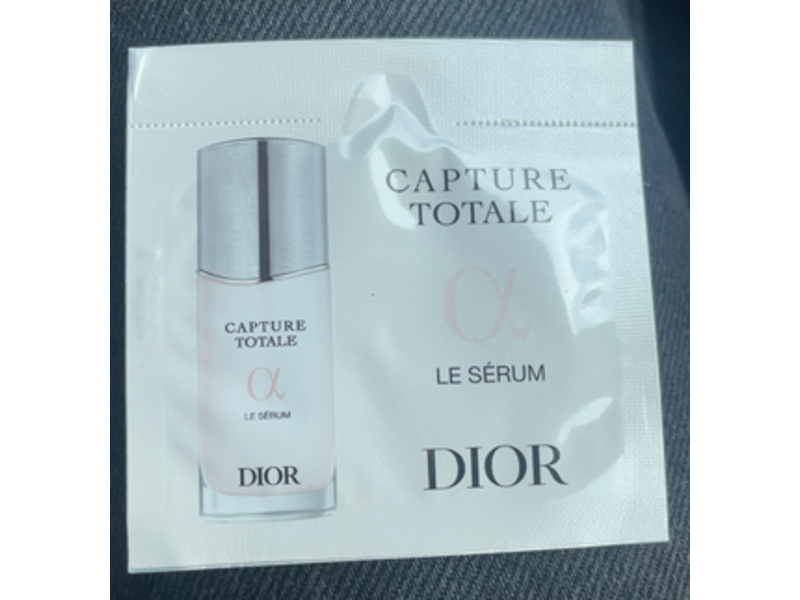 CAPTURE
TOTALE
α
LE SÉRUM
DIOR
CAPTURE
TOTALE
α
LE SÉRUM
DIOR